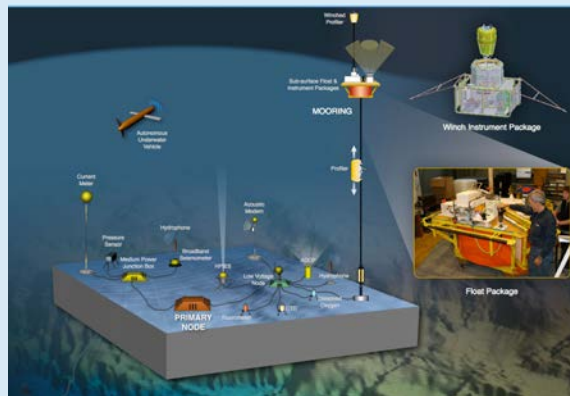 Winched
Profiler
Sub-surface Float &
Instrument Packages
MOORING
Winch Instrument Package
Autonomous
Underwater
Vehicle
Profiler
Current
Meter
Acoustic
Modem
Hydrophone
Pressure
Sensor
Broadband
Seismometer
Medium Power
Junction Box
HPIES
ADCP
Low Voltage
Node
Hydrophone
Dissolved
Oxygen
PRIMARY
NODE
Fluorometer
CTD
Float Package